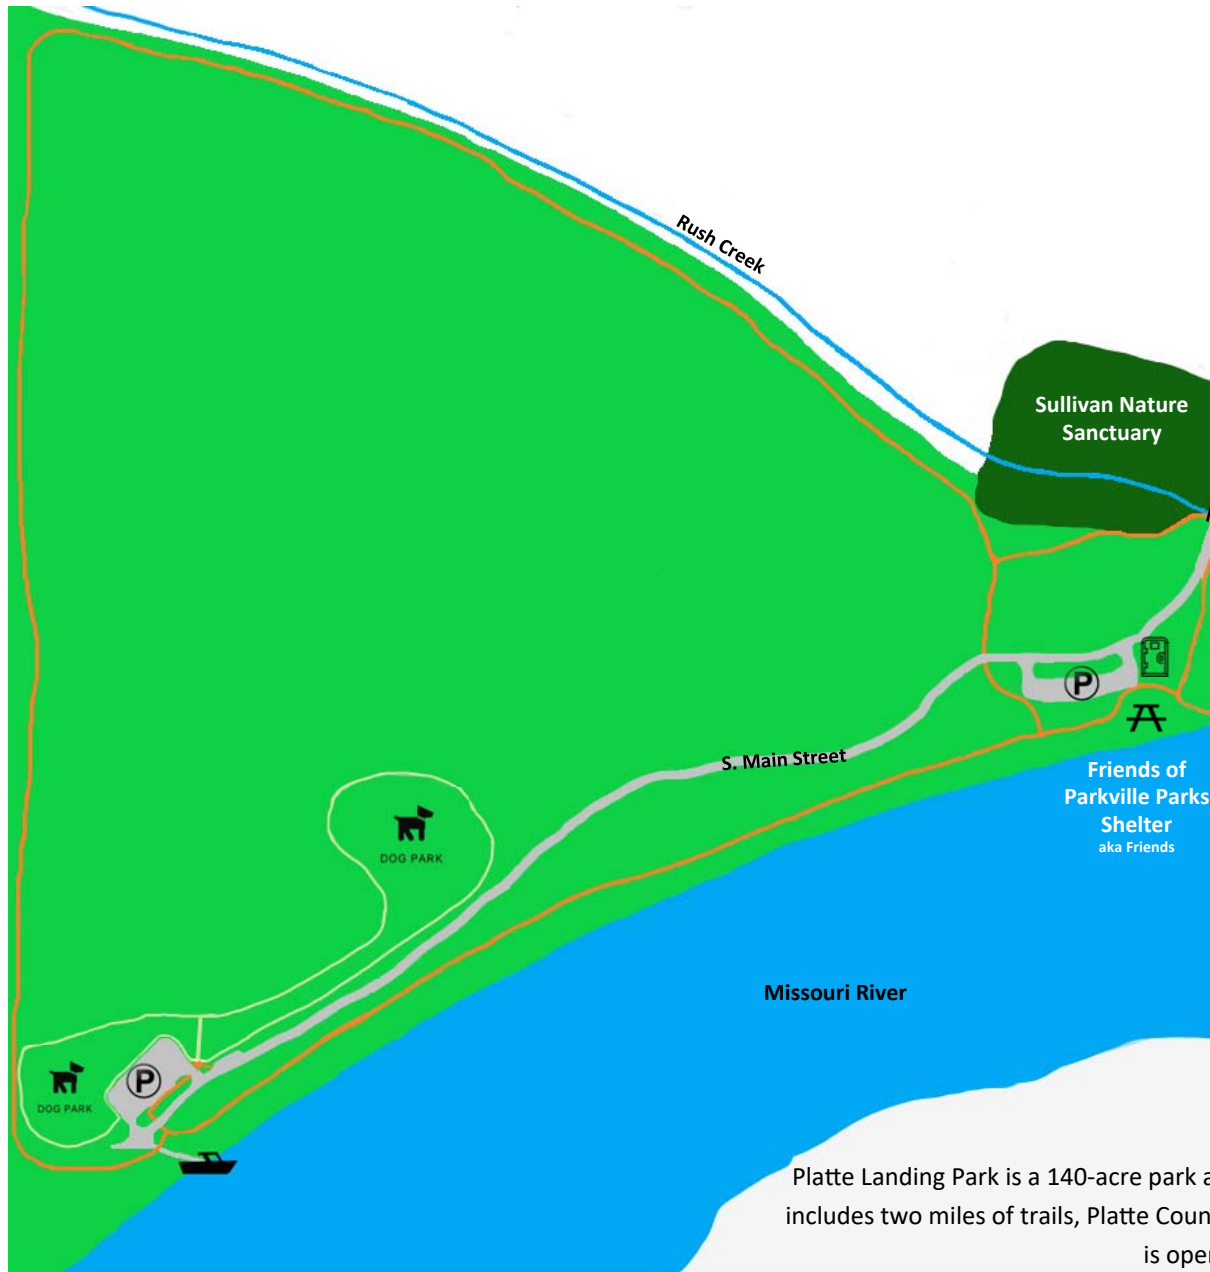 Rush Creek
Sullivan Nature
Sanctuary
P
S. Main Street
Friends of
Parkville Parks
Shelter
aka Friends
DOG PARK
Missouri River
P
DOG PARK
Platte Landing Park is a 140-acre park a
includes two miles of trails, Platte Coun
is oper